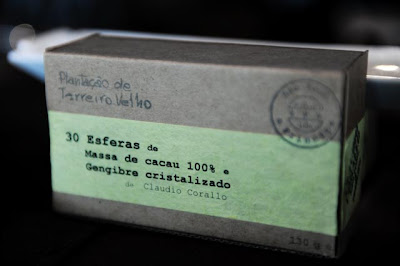 Plantação de
Terreiro Velho
30 Esferas de
Massa de cacau 100% e
Gengibre cristalizado
de Claudio Corallo
130 g